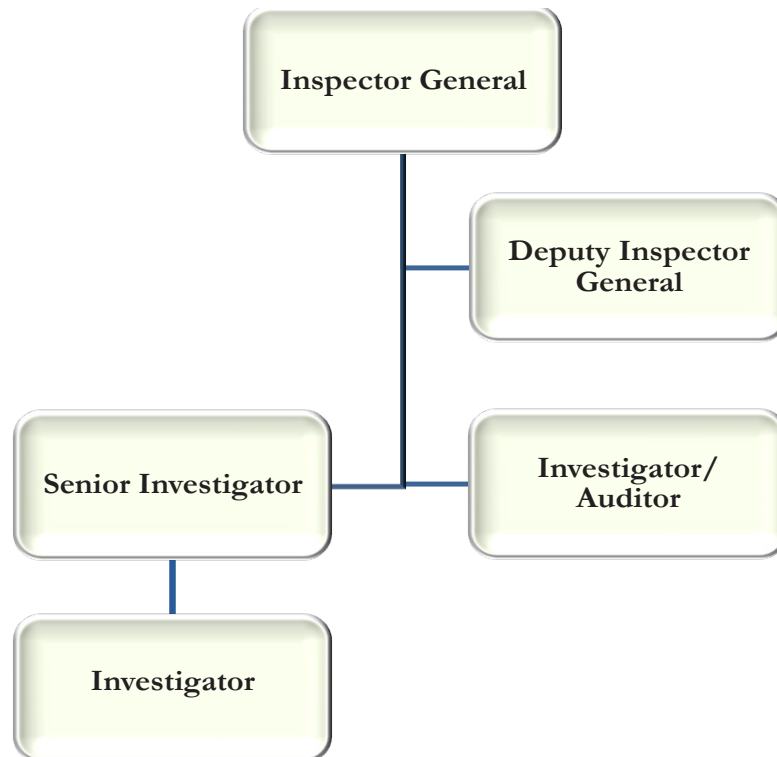 Inspector General
Deputy Inspector
General
Senior Investigator
Investigator/
Auditor
Investigator